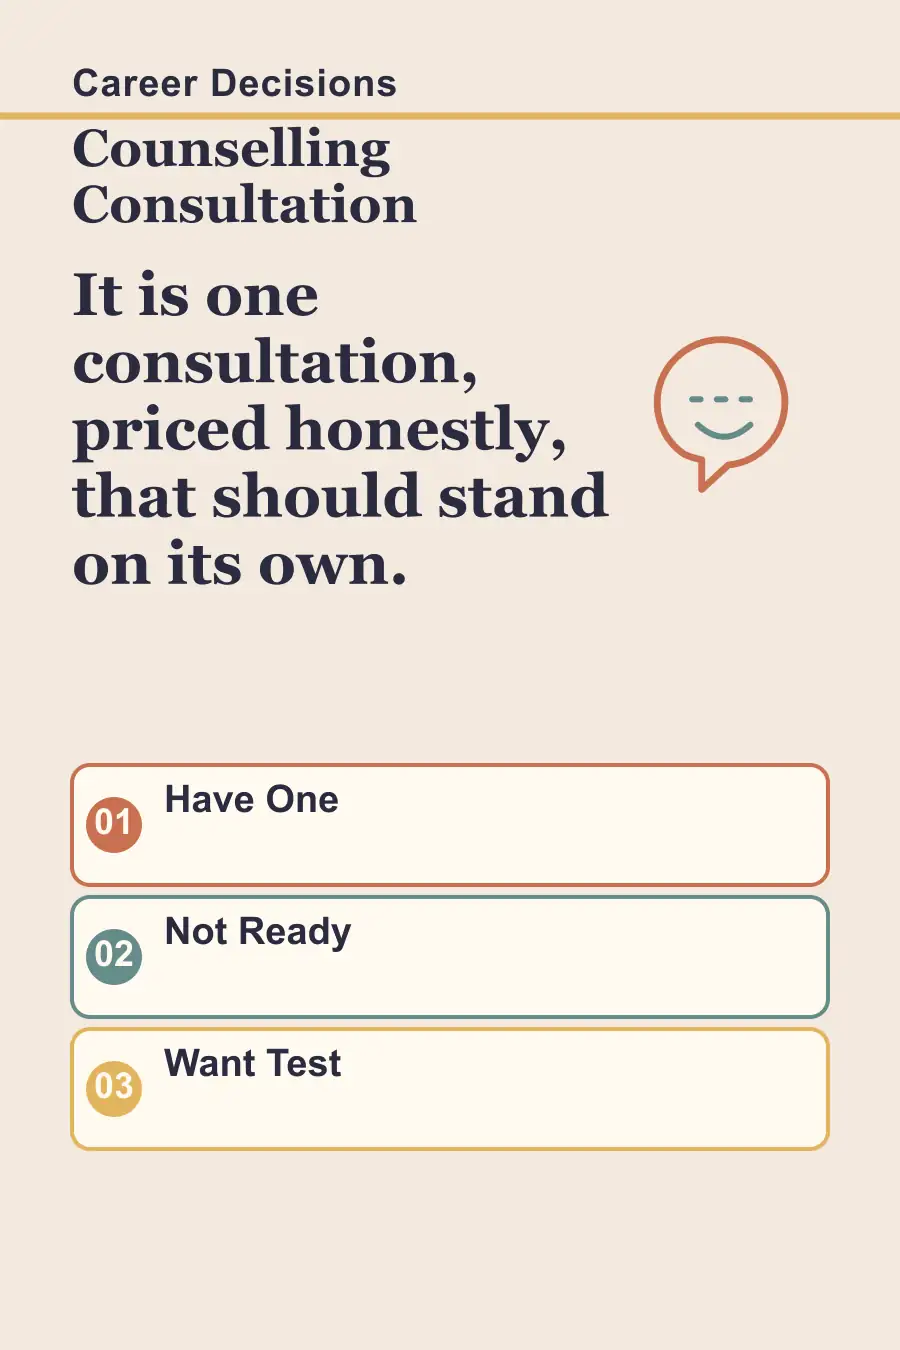 Career Decisions
Counselling
Consultation
It is one
consultation,
priced honestly,
that should stand
on its own.
01
Have One
02
Not Ready
03
Want Test